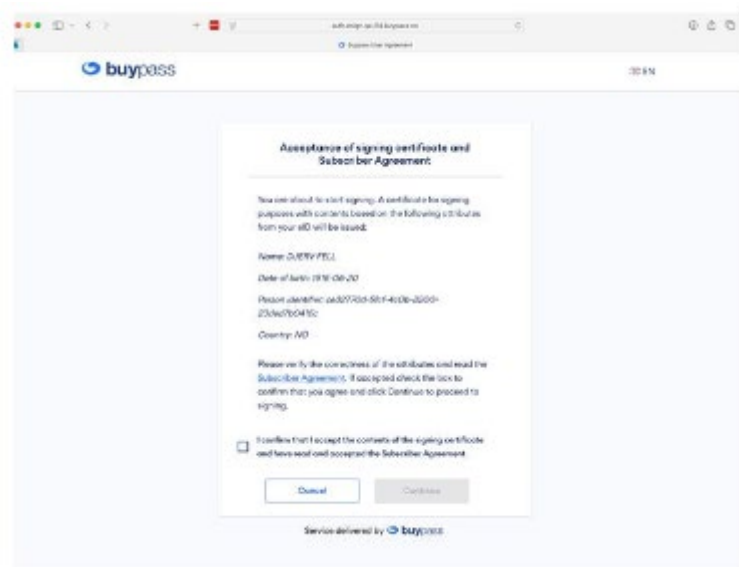 buypass
EN
Acceptance of signing certificate and
Subscriber Agreement
You are about to start signing. A certificate for signing
purposes with contents based on the following attributes
from your eID will be issued:
Name: DJERV FELL
Date of birth:
Person identifier:
Country: NO
Please verify the correctness of the attributes and read the
Subscriber Agreement. If accepted check the box to
confirm that you agree and click Continue to proceed to
signing.
I confirm that I accept the contents of the signing certificate
and have read and accepted the Subscriber Agreement
Cancel
Continue
Service delivered by buypass